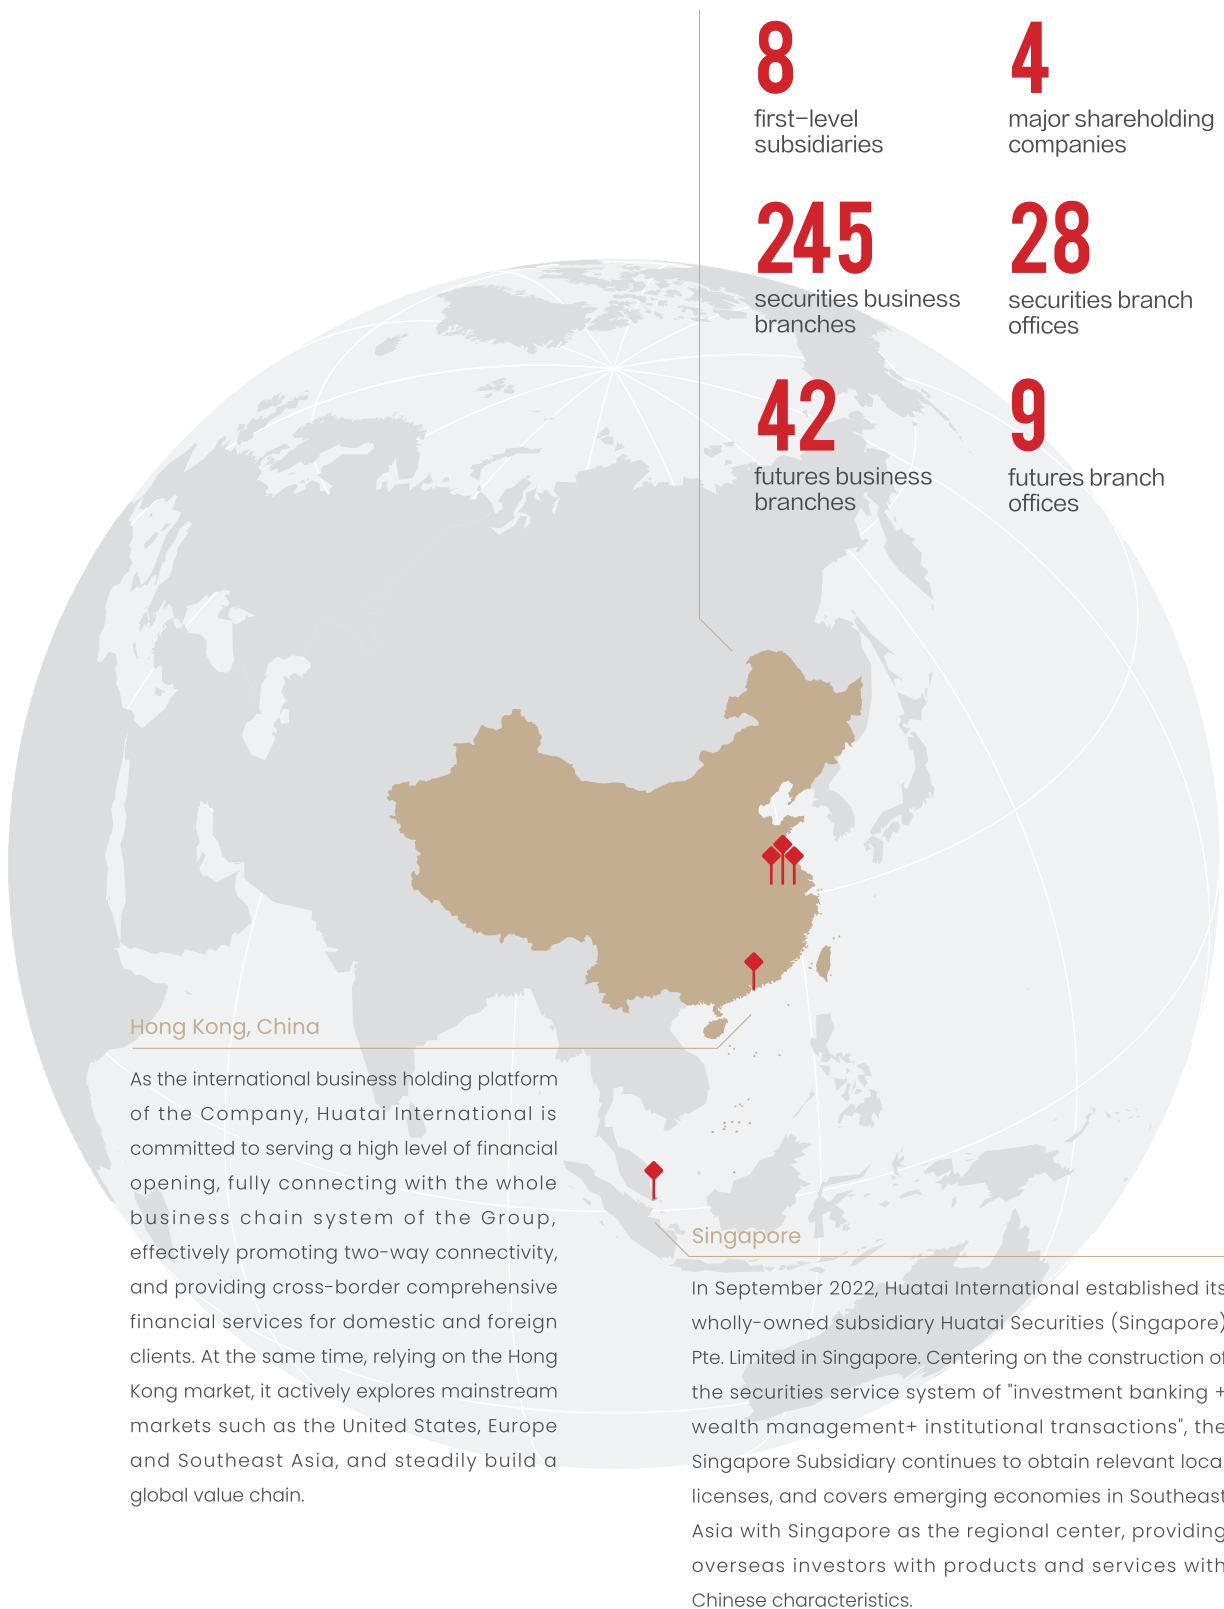 8
first-level
subsidiaries
4
major shareholding
companies
245
securities business
branches
28
securities branch
offices
42
futures business
branches
9
futures branch
offices
Hong Kong, China
As the international business holding platform
of the Company, Huatai International is
committed to serving a high level of financial
opening, fully connecting with the whole
business chain system of the Group,
effectively promoting two-way connectivity,
and providing cross-border comprehensive
financial services for domestic and foreign
clients. At the same time, relying on the Hong
Kong market, it actively explores mainstream
markets such as the United States, Europe
and Southeast Asia, and steadily build a
global value chain.
Singapore
In September 2022, Huatai International established its
wholly-owned subsidiary Huatai Securities (Singapore)
Pte. Limited in Singapore. Centering on the construction of
the securities service system of "investment banking +
wealth management+ institutional transactions", the
Singapore Subsidiary continues to obtain relevant loca
licenses, and covers emerging economies in Southeast
Asia with Singapore as the regional center, providing
overseas investors with products and services with
Chinese characteristics.